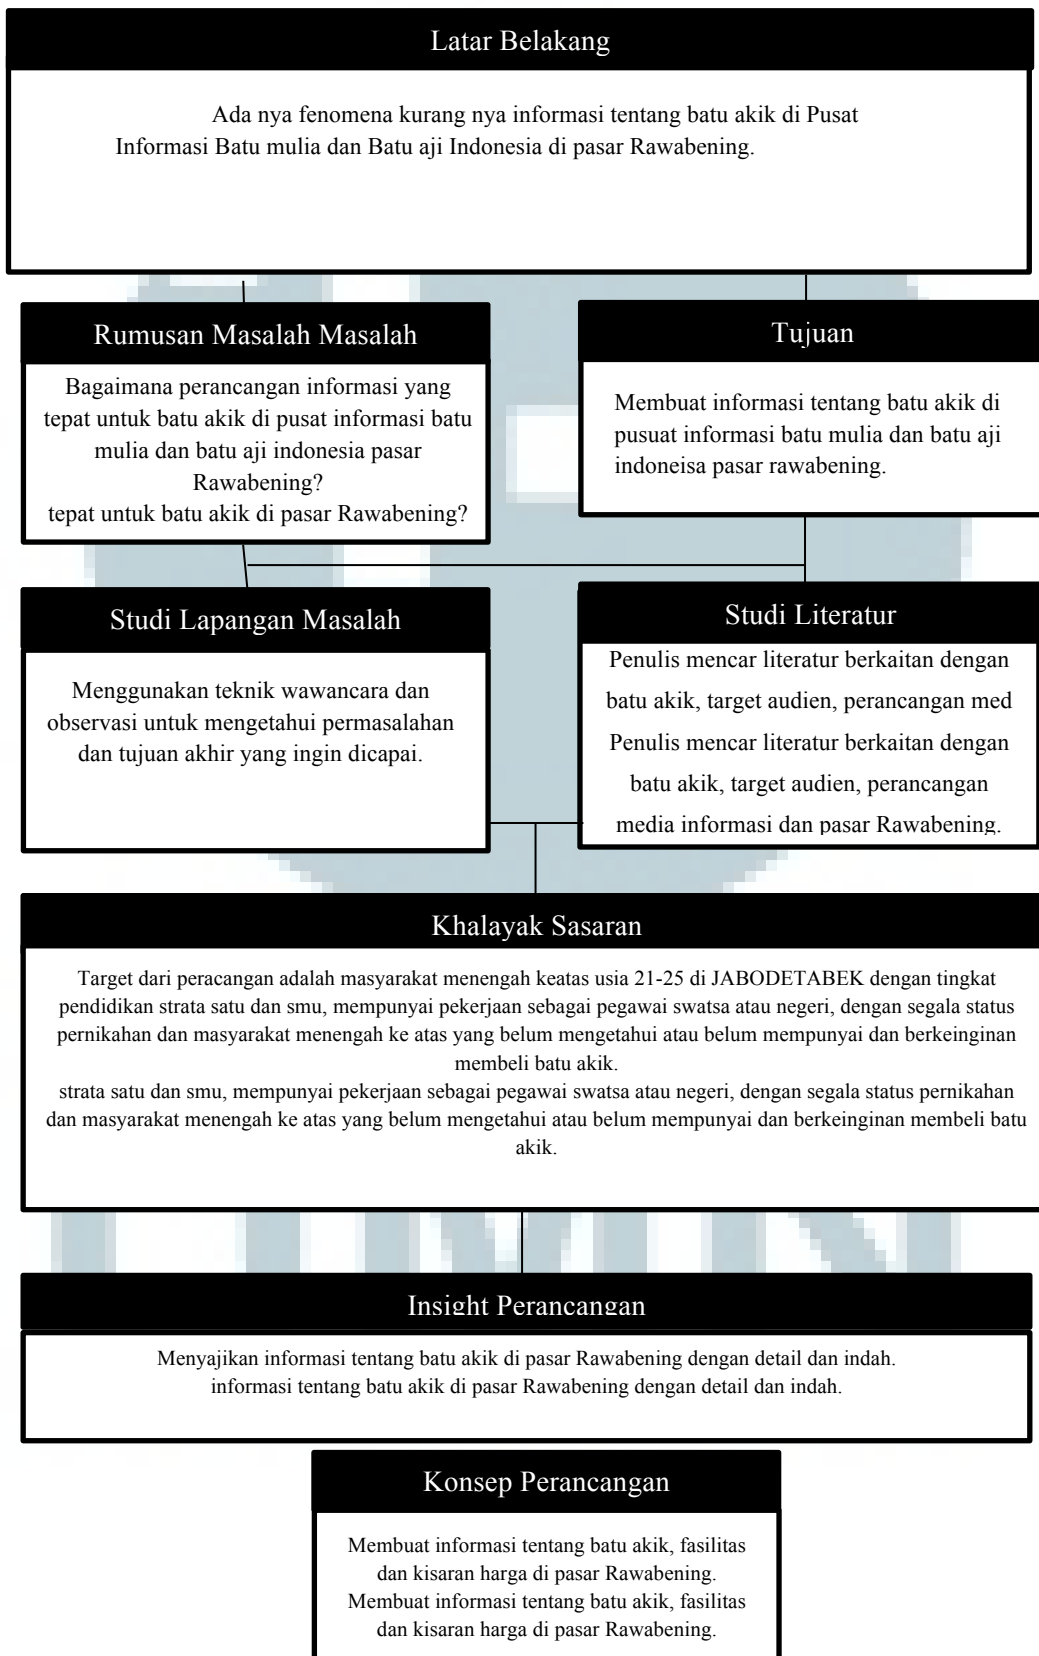 Latar Belakang
Ada nya fenomena kurang nya informasi tentang batu akik di Pusat
Informasi Batu mulia dan Batu aji Indonesia di pasar Rawabening.
Rumusan Masalah Masalah
Bagaimana perancangan informasi yang
tepat untuk batu akik di pusat informasi batu
mulia dan batu aji indonesia pasar
Rawabening?
tepat untuk batu akik di pasar Rawabening?
Tujuan
Membuat informasi tentang batu akik di
pusuat informasi batu mulia dan batu aji
indoneisa pasar rawabening.
Studi Lapangan Masalah
Menggunakan teknik wawancara dan
observasi untuk mengetahui permasalahan
dan tujuan akhir yang ingin dicapai.
Studi Literatur
Penulis mencar literatur berkaitan dengan
batu akik, target audien, perancangan med
Penulis mencar literatur berkaitan dengan
batu akik, target audien, perancangan
media informasi dan pasar Rawabening.
Khalayak Sasaran
Target dari peracangan adalah masyarakat menengah keatas usia 21-25 di JABODETABEK dengan tingkat
pendidikan strata satu dan smu, mempunyai pekerjaan sebagai pegawai swatsa atau negeri, dengan segala status
pernikahan dan masyarakat menengah ke atas yang belum mengetahui atau belum mempunyai dan berkeinginan
membeli batu akik.
strata satu dan smu, mempunyai pekerjaan sebagai pegawai swatsa atau negeri, dengan segala status pernikahan
dan masyarakat menengah ke atas yang belum mengetahui atau belum mempunyai dan berkeinginan membeli batu
akik.
Insight Perancangan
Menyajikan informasi tentang batu akik di pasar Rawabening dengan detail dan indah.
informasi tentang batu akik di pasar Rawabening dengan detail dan indah.
Konsep Perancangan
Membuat informasi tentang batu akik, fasilitas
dan kisaran harga di pasar Rawabening.
Membuat informasi tentang batu akik, fasilitas
dan kisaran harga di pasar Rawabening.